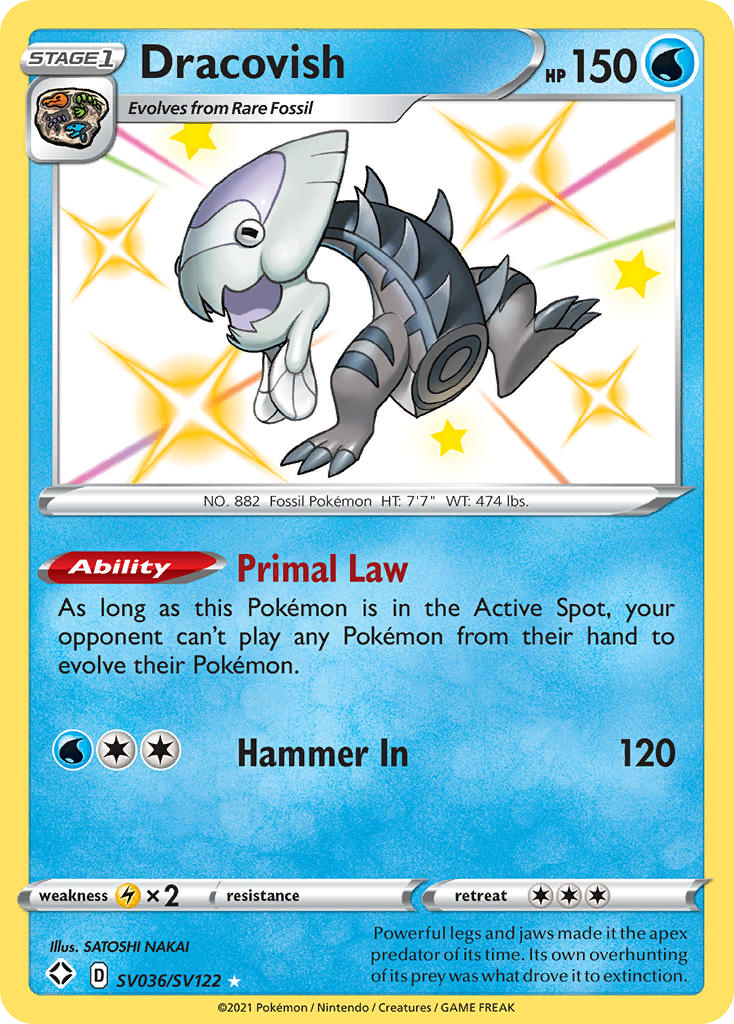 STAGE1
Dracovish
HP 150
Evolves from Rare Fossil
NO. 882 Fossil Pokémon HT: 7'7" WT: 474 lbs.
Ability Primal Law
As long as this Pokémon is in the Active Spot, your
opponent can't play any Pokémon from their hand to
evolve their Pokémon.
Hammer In 120
weakness ×2 resistance retreat
Illus. SATOSHI NAKAI
Powerful legs and jaws made it the apex
predator of its time. Its own overhunting
of its prey was what drove it to extinction.
D SV036/SV122
©2021 Pokémon / Nintendo / Creatures / GAME FREAK